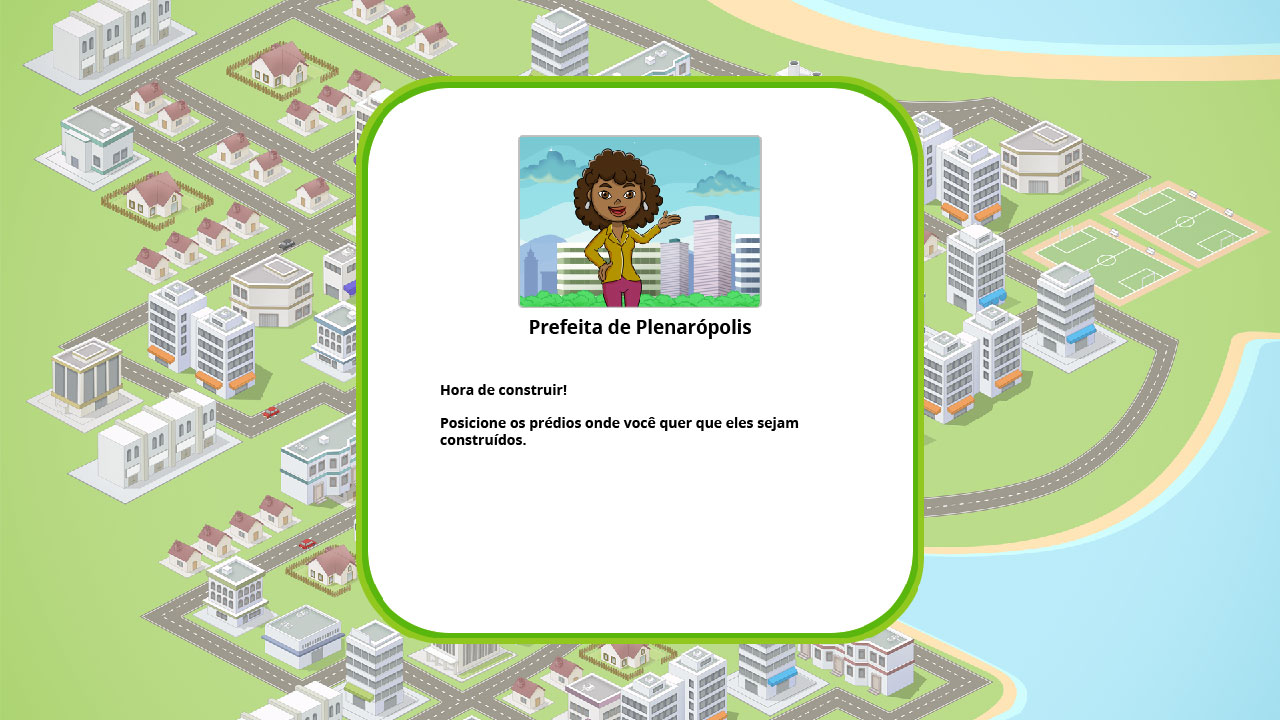 Prefeita de Plenarópolis
Hora de construir!
Posicione os prédios onde você quer que eles sejam
construídos.